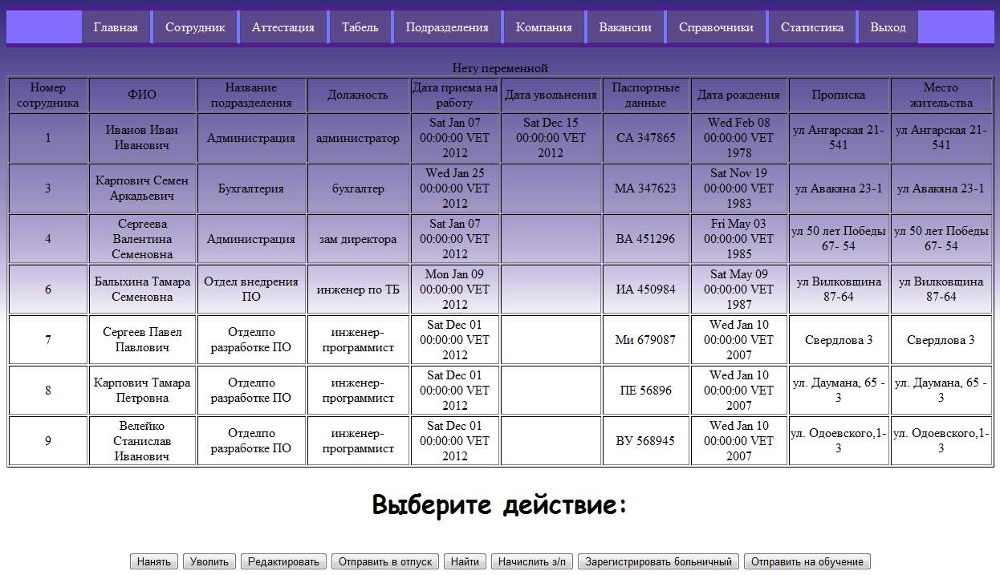 Главная Сотрудник Аттестация Табель Подразделения Компания Вакансии Справочники Статистика Выход
Нету переменной
Номер сотрудника ФИО Название подразделения Должность Дата приема на работу Дата увольнения Паспортные данные Дата рождения Прописка Место жительства
1 Иванов Иван Иванович Администрация администратор Sat Jan 07 00:00:00 VET 2012 Sat Dec 15 00:00:00 VET 2012 СА 347865 Wed Feb 08 00:00:00 VET 1978 ул Ангарская 21-541 ул Ангарская 21-541
3 Карпович Семен Аркадьевич Бухгалтерия бухгалтер Wed Jan 25 00:00:00 VET 2012 МА 347623 Sat Nov 19 00:00:00 VET 1983 ул Авакяна 23-1 ул Авакяна 23-1
4 Сергеева Валентина Семеновна Администрация зам директора Sat Jan 07 00:00:00 VET 2012 ВА 451296 Fri May 03 00:00:00 VET 1985 ул 50 лет Победы 67- 54 ул 50 лет Победы 67- 54
6 Балыхина Тамара Семеновна Отдел внедрения ПО инженер по ТБ Mon Jan 09 00:00:00 VET 2012 ИА 450984 Sat May 09 00:00:00 VET 1987 ул Вилковщина 87-64 ул Вилковщина 87-64
7 Сергеев Павел Павлович Отделпо разработке ПО инженер-программист Sat Dec 01 00:00:00 VET 2012 Ми 679087 Wed Jan 10 00:00:00 VET 2007 Свердлова 3 Свердлова 3
8 Карпович Тамара Петровна Отделпо разработке ПО инженер-программист Sat Dec 01 00:00:00 VET 2012 ПЕ 56896 Wed Jan 10 00:00:00 VET 2007 ул. Даумана, 65 - 3 ул. Даумана, 65 - 3
9 Велейко Станислав Иванович Отделпо разработке ПО инженер-программист Sat Dec 01 00:00:00 VET 2012 ВУ 568945 Wed Jan 10 00:00:00 VET 2007 ул. Одоевского,1-3 ул. Одоевского,1-3
Выберите действие:
Нанять Уволить Редактировать Отправить в отпуск Найти Начислить з/п Зарегистрировать больничный Отправить на обучение